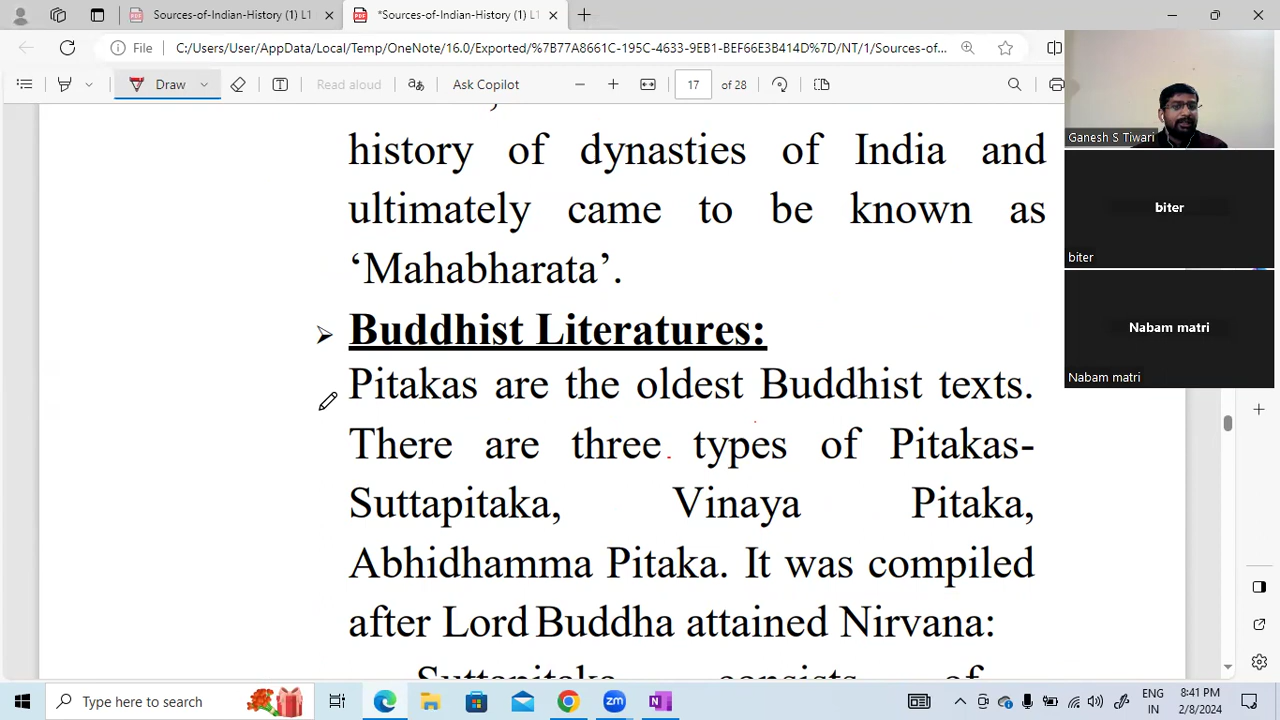 Sources-of-Indian-History (1) L1
*Sources-of-Indian-History (1) L1
File
C:/Users/User/AppData/Local/Temp/OneNote/16.0/Exported/%7B77A8661C-195C-4633-9EB1-BEF66E3B414D%7D/NT/1/Sources-of...
Draw
Read aloud
Ask Copilot
17 of 28
history of dynasties of India and
ultimately came to be known as
‘Mahabharata’.
➢ Buddhist Literatures:
Pitakas are the oldest Buddhist texts.
There are three types of Pitakas-
Suttapitaka, Vinaya Pitaka,
Abhidhamma Pitaka. It was compiled
after Lord Buddha attained Nirvana:
Suttapitaka consists of
Ganesh S Tiwari
biter
biter
Nabam matri
Nabam matri
Type here to search
ENG
IN
8:41 PM
2/8/2024